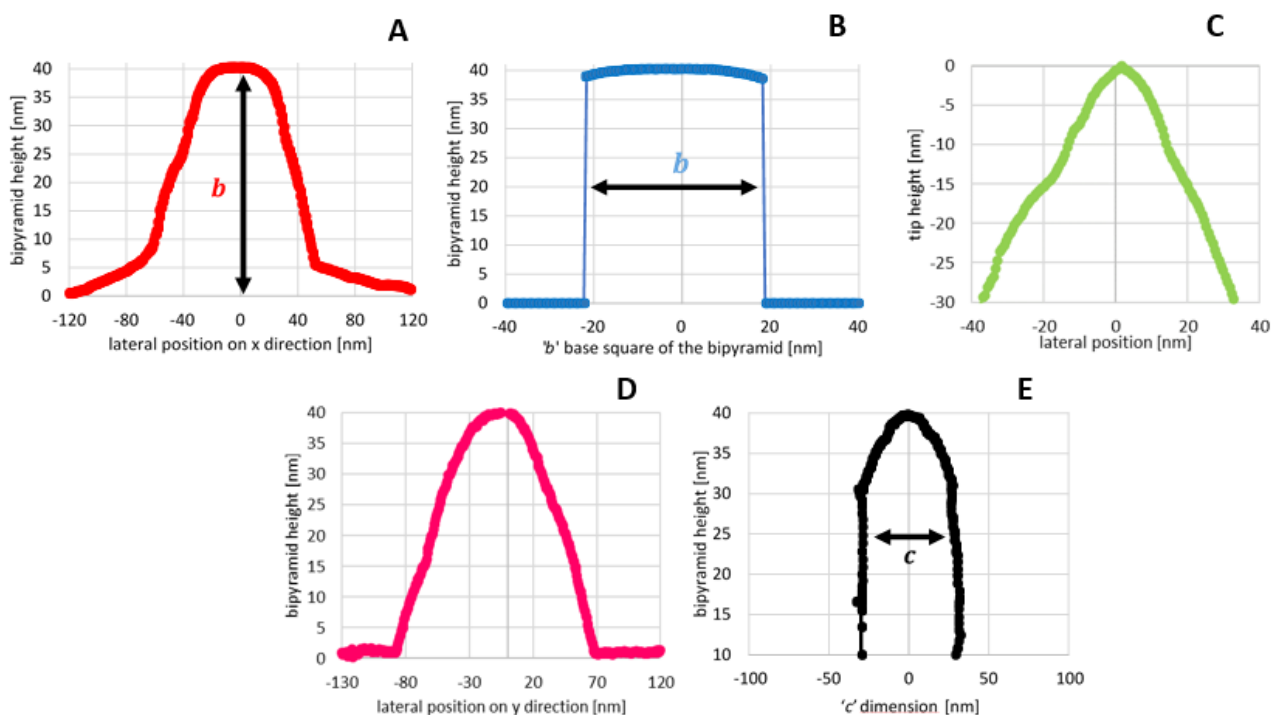 A
bipyramid height [nm]
40
35
30
25
20
15
10
5
0
b
-120 -80 -40 0 40 80 120
lateral position on x direction [nm]
B
bipyramid height [nm]
40
35
30
25
20
15
10
5
0
b
-40 -20 0 20 40
'b' base square of the bipyramid [nm]
C
tip height [nm]
0
-5
-10
-15
-20
-25
-30
-40 -20 0 20 40
lateral position [nm]
D
bipyramid height [nm]
40
35
30
25
20
15
10
5
0
-130 -80 -30 20 70 120
lateral position on y direction [nm]
E
bipyramid height [nm]
40
35
30
25
20
15
10
c
-100 -50 0 50 100
'c' dimension [nm]